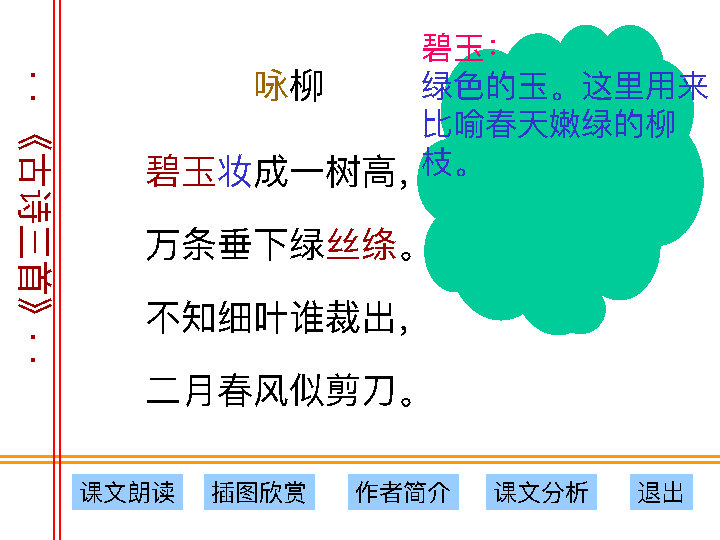 ：《古诗三首》：
咏柳
碧玉妆成一树高，
万条垂下绿丝绦。
不知细叶谁裁出，
二月春风似剪刀。
碧玉：
绿色的玉。这里用来
比喻春天嫩绿的柳
枝。
课文朗读
插图欣赏
作者简介
课文分析
退出